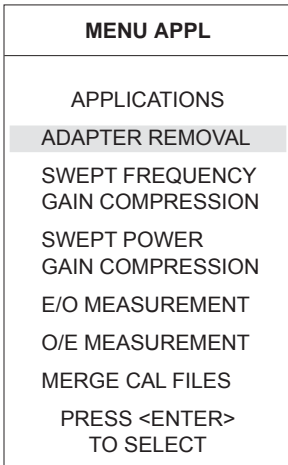 MENU APPL
APPLICATIONS
ADAPTER REMOVAL
SWEPT FREQUENCY
GAIN COMPRESSION
SWEPT POWER
GAIN COMPRESSION
E/O MEASUREMENT
O/E MEASUREMENT
MERGE CAL FILES
PRESS <ENTER>
TO SELECT